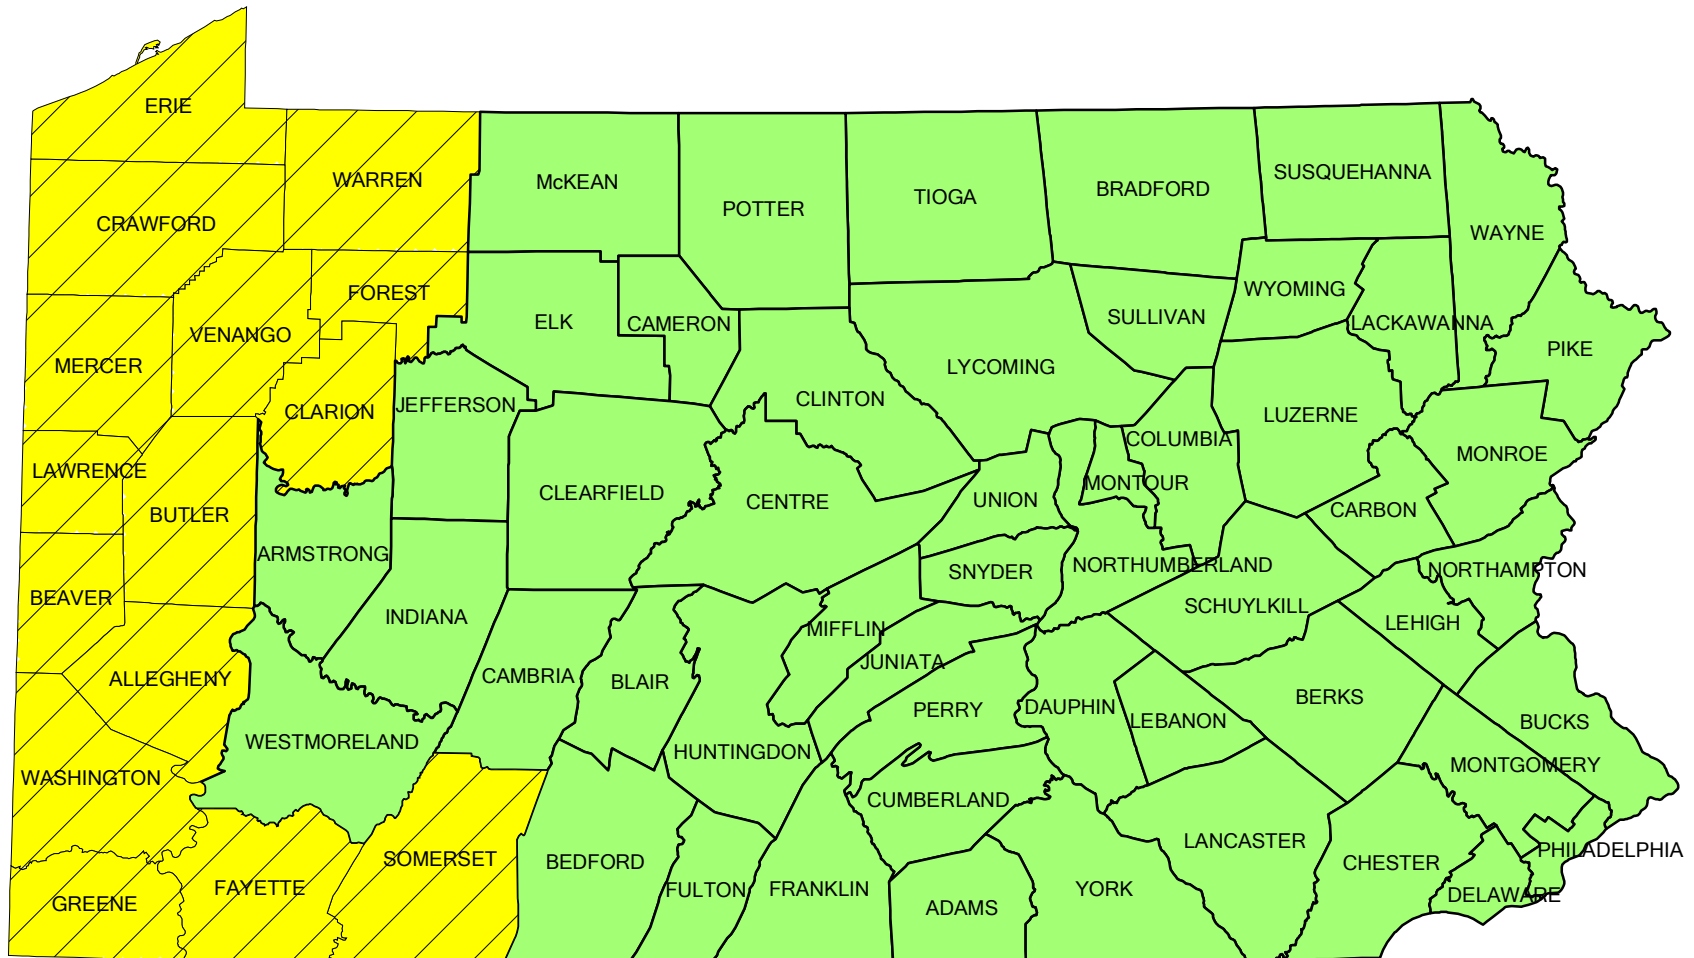 ERIE
WARREN
McKEAN
POTTER
TIOGA
BRADFORD
SUSQUEHANNA
WAYNE
CRAWFORD
FOREST
VENANGO
ELK
CAMERON
SULLIVAN
WYOMING
LACKAWANNA
PIKE
MERCER
CLARION
JEFFERSON
CLINTON
LYCOMING
LUZERNE
COLUMBIA
MONROE
LAWRENCE
BUTLER
CLEARFIELD
CENTRE
UNION
MONTOUR
CARBON
ARMSTRONG
SNYDER
NORTHUMBERLAND
NORTHAMPTON
BEAVER
INDIANA
MIFFLIN
SCHUYLKILL
LEHIGH
ALLEGHENY
CAMBRIA
BLAIR
JUNIATA
PERRY
DAUPHIN
LEBANON
BERKS
BUCKS
WESTMORELAND
HUNTINGDON
WASHINGTON
MONTGOMERY
CUMBERLAND
SOMERSET
BEDFORD
LANCASTER
CHESTER
PHILADELPHIA
GREENE
FAYETTE
FULTON
FRANKLIN
ADAMS
YORK
DELAWARE